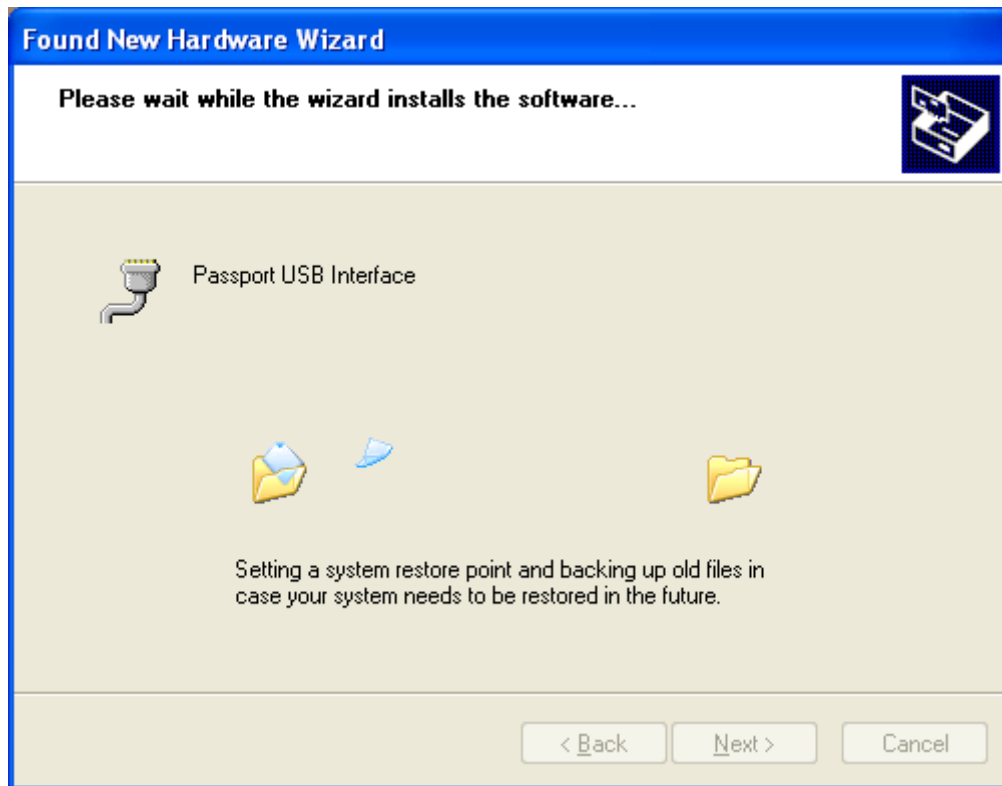 Found New Hardware Wizard
Please wait while the wizard installs the software...
Passport USB Interface
Setting a system restore point and backing up old files in
case your system needs to be restored in the future.
< Back Next > Cancel